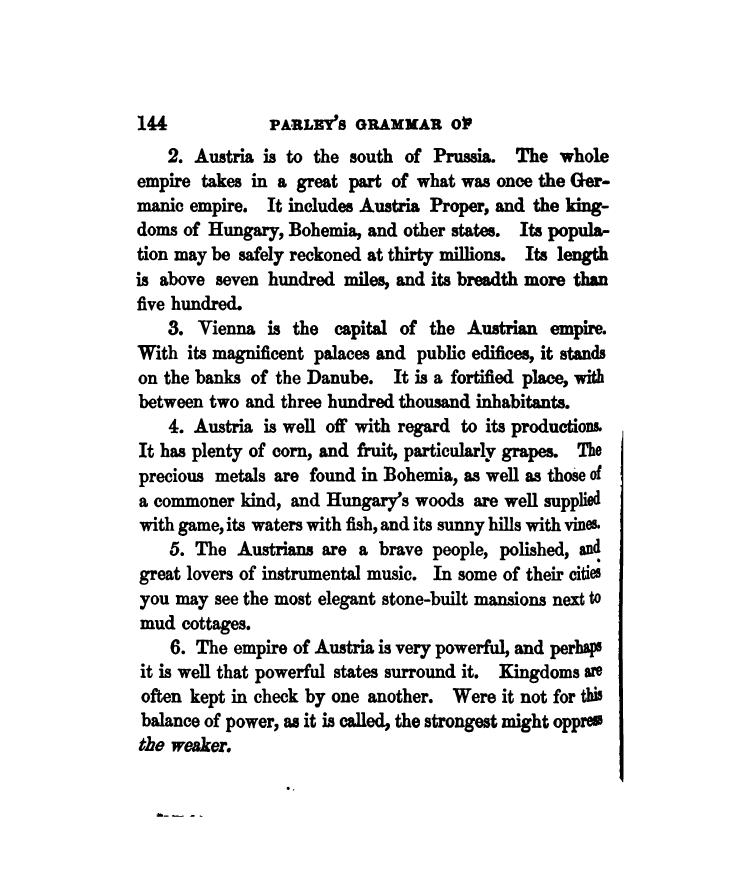 144 PARLEY'S GRAMMAR OF
2. Austria is to the south of Prussia. The whole
empire takes in a great part of what was once the Ger-
manic empire. It includes Austria Proper, and the king-
doms of Hungary, Bohemia, and other states. Its popula-
tion may be safely reckoned at thirty millions. Its length
is above seven hundred miles, and its breadth more than
five hundred.
3. Vienna is the capital of the Austrian empire.
With its magnificent palaces and public edifices, it stands
on the banks of the Danube. It is a fortified place, with
between two and three hundred thousand inhabitants.
4. Austria is well off with regard to its productions.
It has plenty of corn, and fruit, particularly grapes. The
precious metals are found in Bohemia, as well as those of
a commoner kind, and Hungary's woods are well supplied
with game, its waters with fish, and its sunny hills with vines.
5. The Austrians are a brave people, polished, and
great lovers of instrumental music. In some of their cities
you may see the most elegant stone-built mansions next to
mud cottages.
6. The empire of Austria is very powerful, and perhaps
it is well that powerful states surround it. Kingdoms are
often kept in check by one another. Were it not for this
balance of power, as it is called, the strongest might oppress
the weaker.